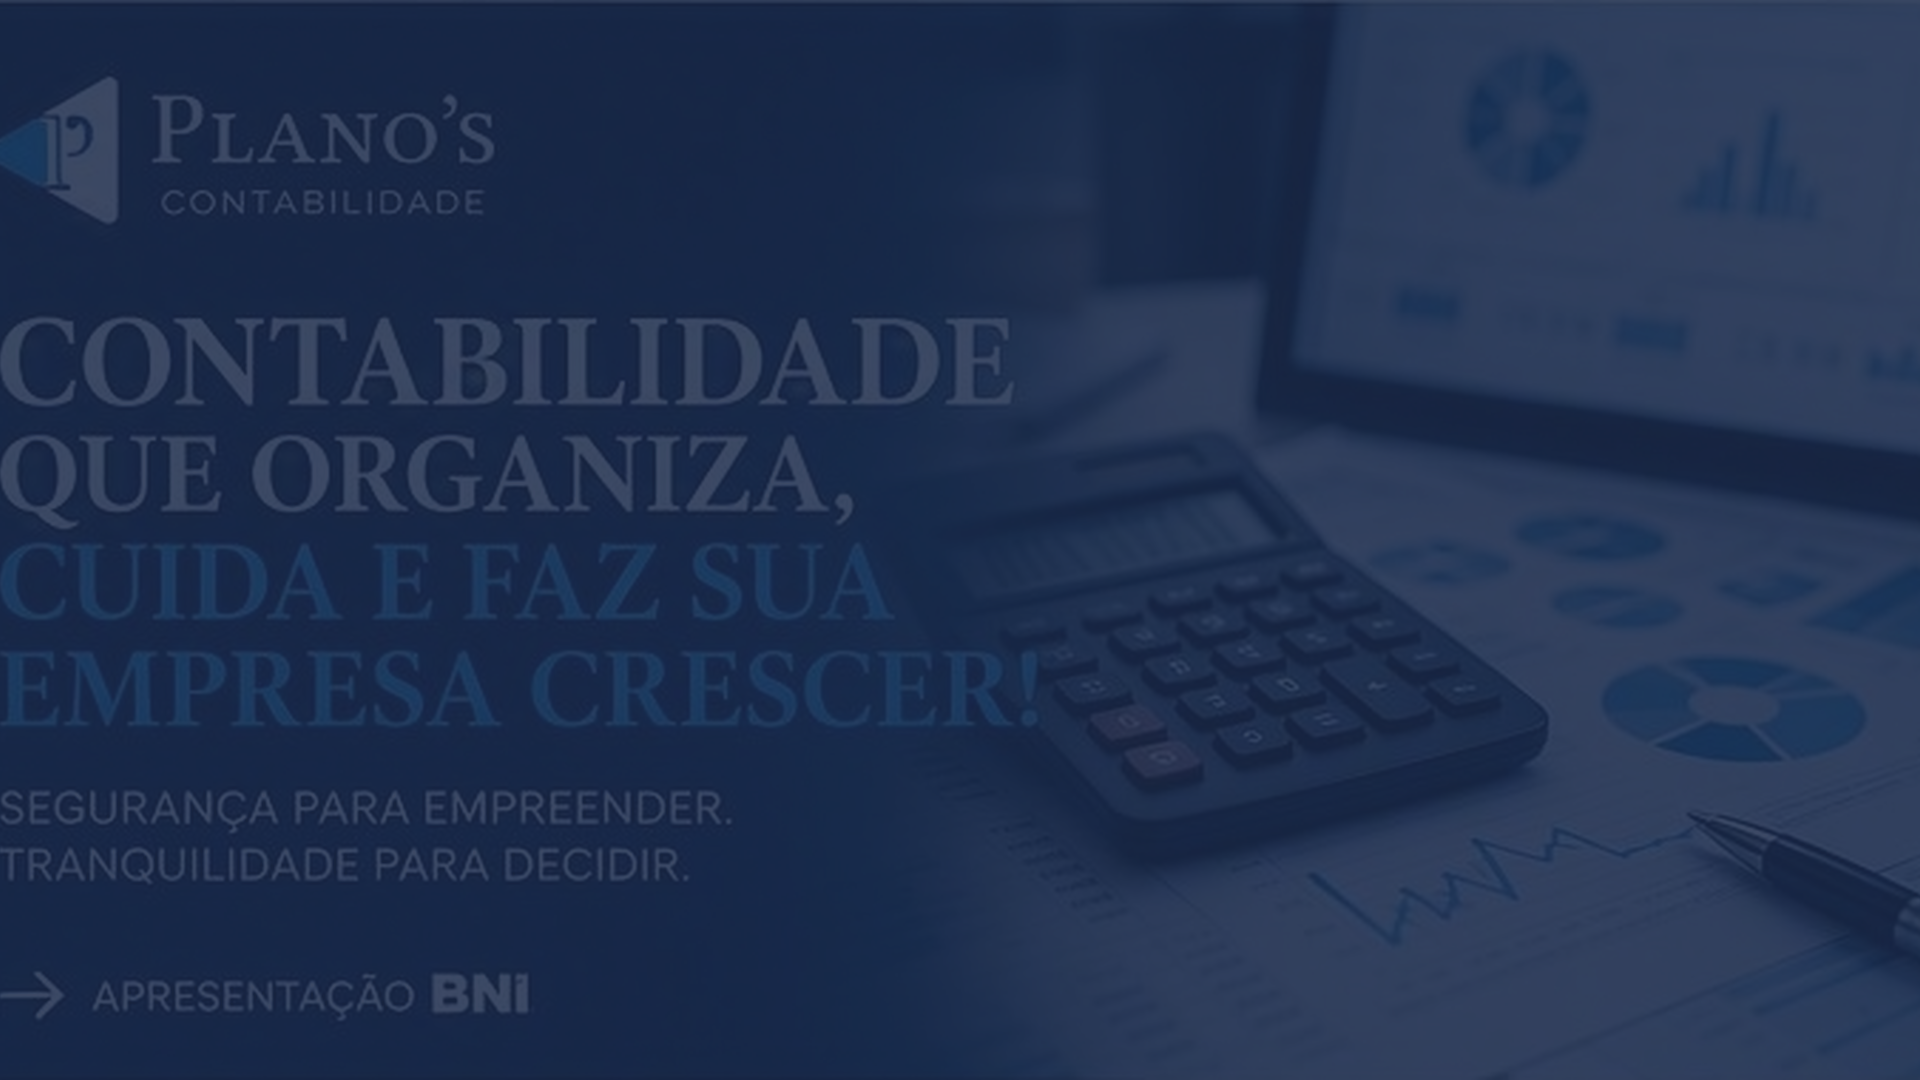 PLANO'S
CONTABILIDADE
CONTABILIDADE
QUE ORGANIZA,
CUIDA E FAZ SUA
EMPRESA CRESCER!
SEGURANÇA PARA EMPREENDER.
TRANQUILIDADE PARA DECIDIR.
→ APRESENTAÇÃO BNI